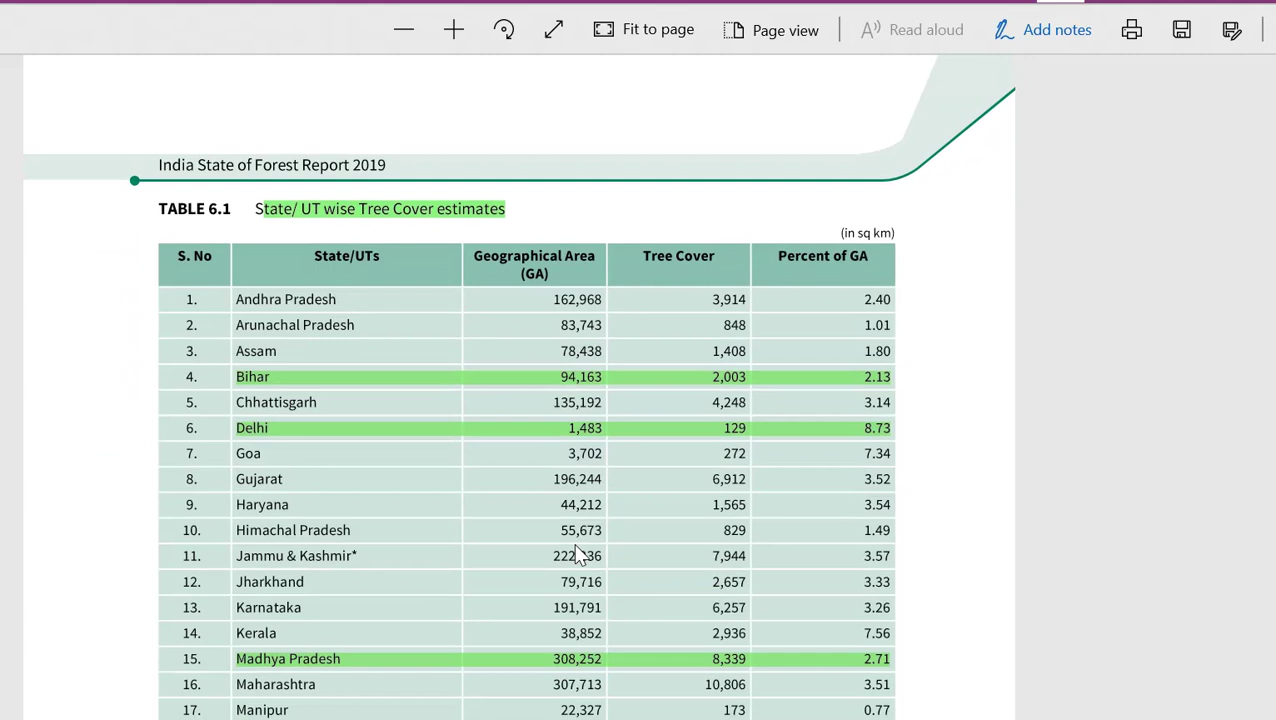 Fit to page Page view Read aloud Add notes
India State of Forest Report 2019
TABLE 6.1 State/ UT wise Tree Cover estimates
(in sq km)
S. No State/UTs Geographical Area (GA) Tree Cover Percent of GA
1. Andhra Pradesh 162,968 3,914 2.40
2. Arunachal Pradesh 83,743 848 1.01
3. Assam 78,438 1,408 1.80
4. Bihar 94,163 2,003 2.13
5. Chhattisgarh 135,192 4,248 3.14
6. Delhi 1,483 129 8.73
7. Goa 3,702 272 7.34
8. Gujarat 196,244 6,912 3.52
9. Haryana 44,212 1,565 3.54
10. Himachal Pradesh 55,673 829 1.49
11. Jammu & Kashmir* 7,944 3.57
12. Jharkhand 79,716 2,657 3.33
13. Karnataka 191,791 6,257 3.26
14. Kerala 38,852 2,936 7.56
15. Madhya Pradesh 308,252 8,339 2.71
16. Maharashtra 307,713 10,806 3.51
17. Manipur 22,327 173 0.77